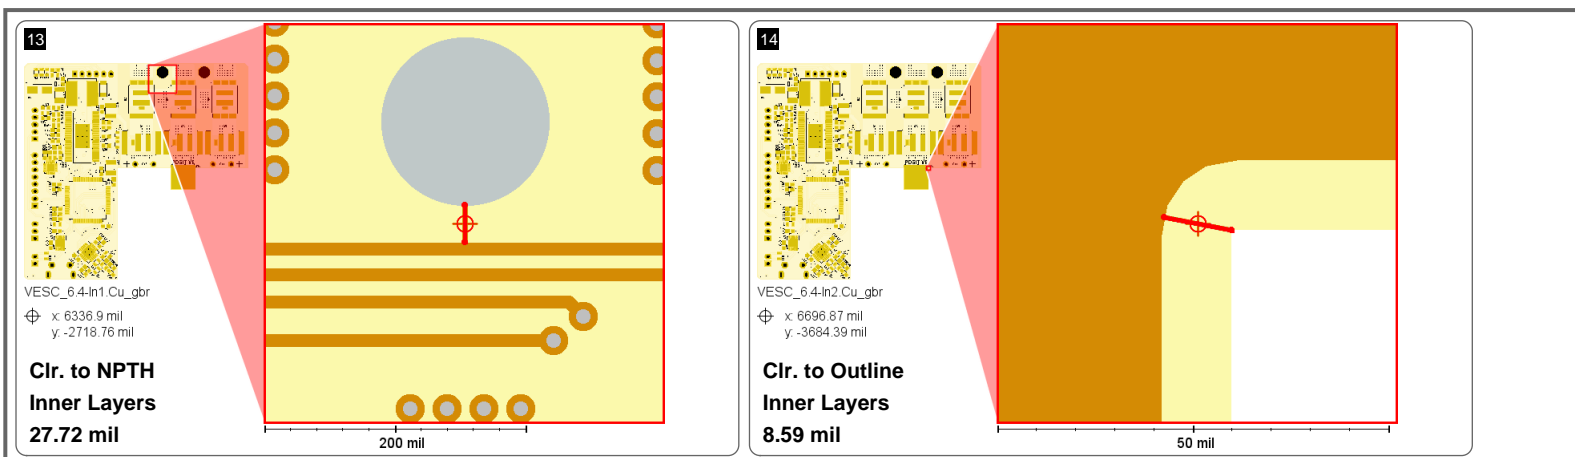 13
VESC_6.4-In1.Cu_gbr
x: 6336.9 mil
y: -2718.76 mil
Clr. to NPTH
Inner Layers
27.72 mil
200 mil
14
VESC_6.4-In2.Cu_gbr
x: 6696.87 mil
y: -3684.39 mil
Clr. to Outline
Inner Layers
8.59 mil
50 mil